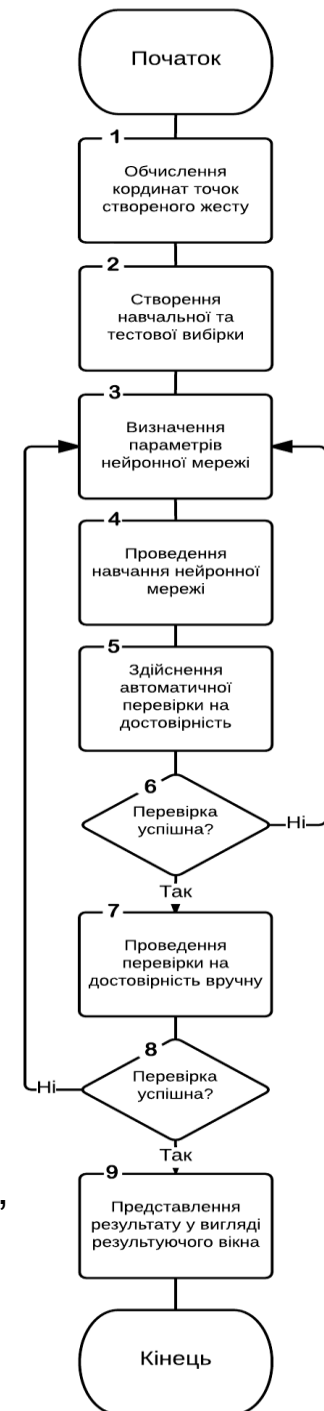 Початок
1
Обчислення
кординат точок
створеного жесту
2
Створення
навчальної та
тестової вибірки
3
Визначення
параметрів
нейронної мережі
4
Проведення
навчання нейронної
мережі
5
Здійснення
автоматичної
перевірки на
достовірність
6
Перевірка
успішна?
Ні
Так
7
Проведення
перевірки на
достовірність вручну
8
Перевірка
успішна?
Ні
Так
9
Представлення
результату у вигляді
результуючого вікна
,
Кінець